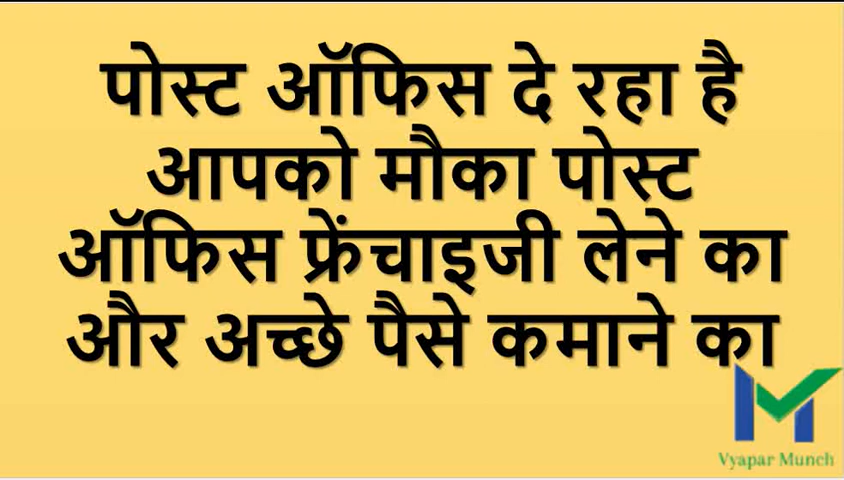 पोस्ट ऑफिस दे रहा है
आपको मौका पोस्ट
ऑफिस फ्रेंचाइजी लेने का
और अच्छे पैसे कमाने का
Vyapar Munch